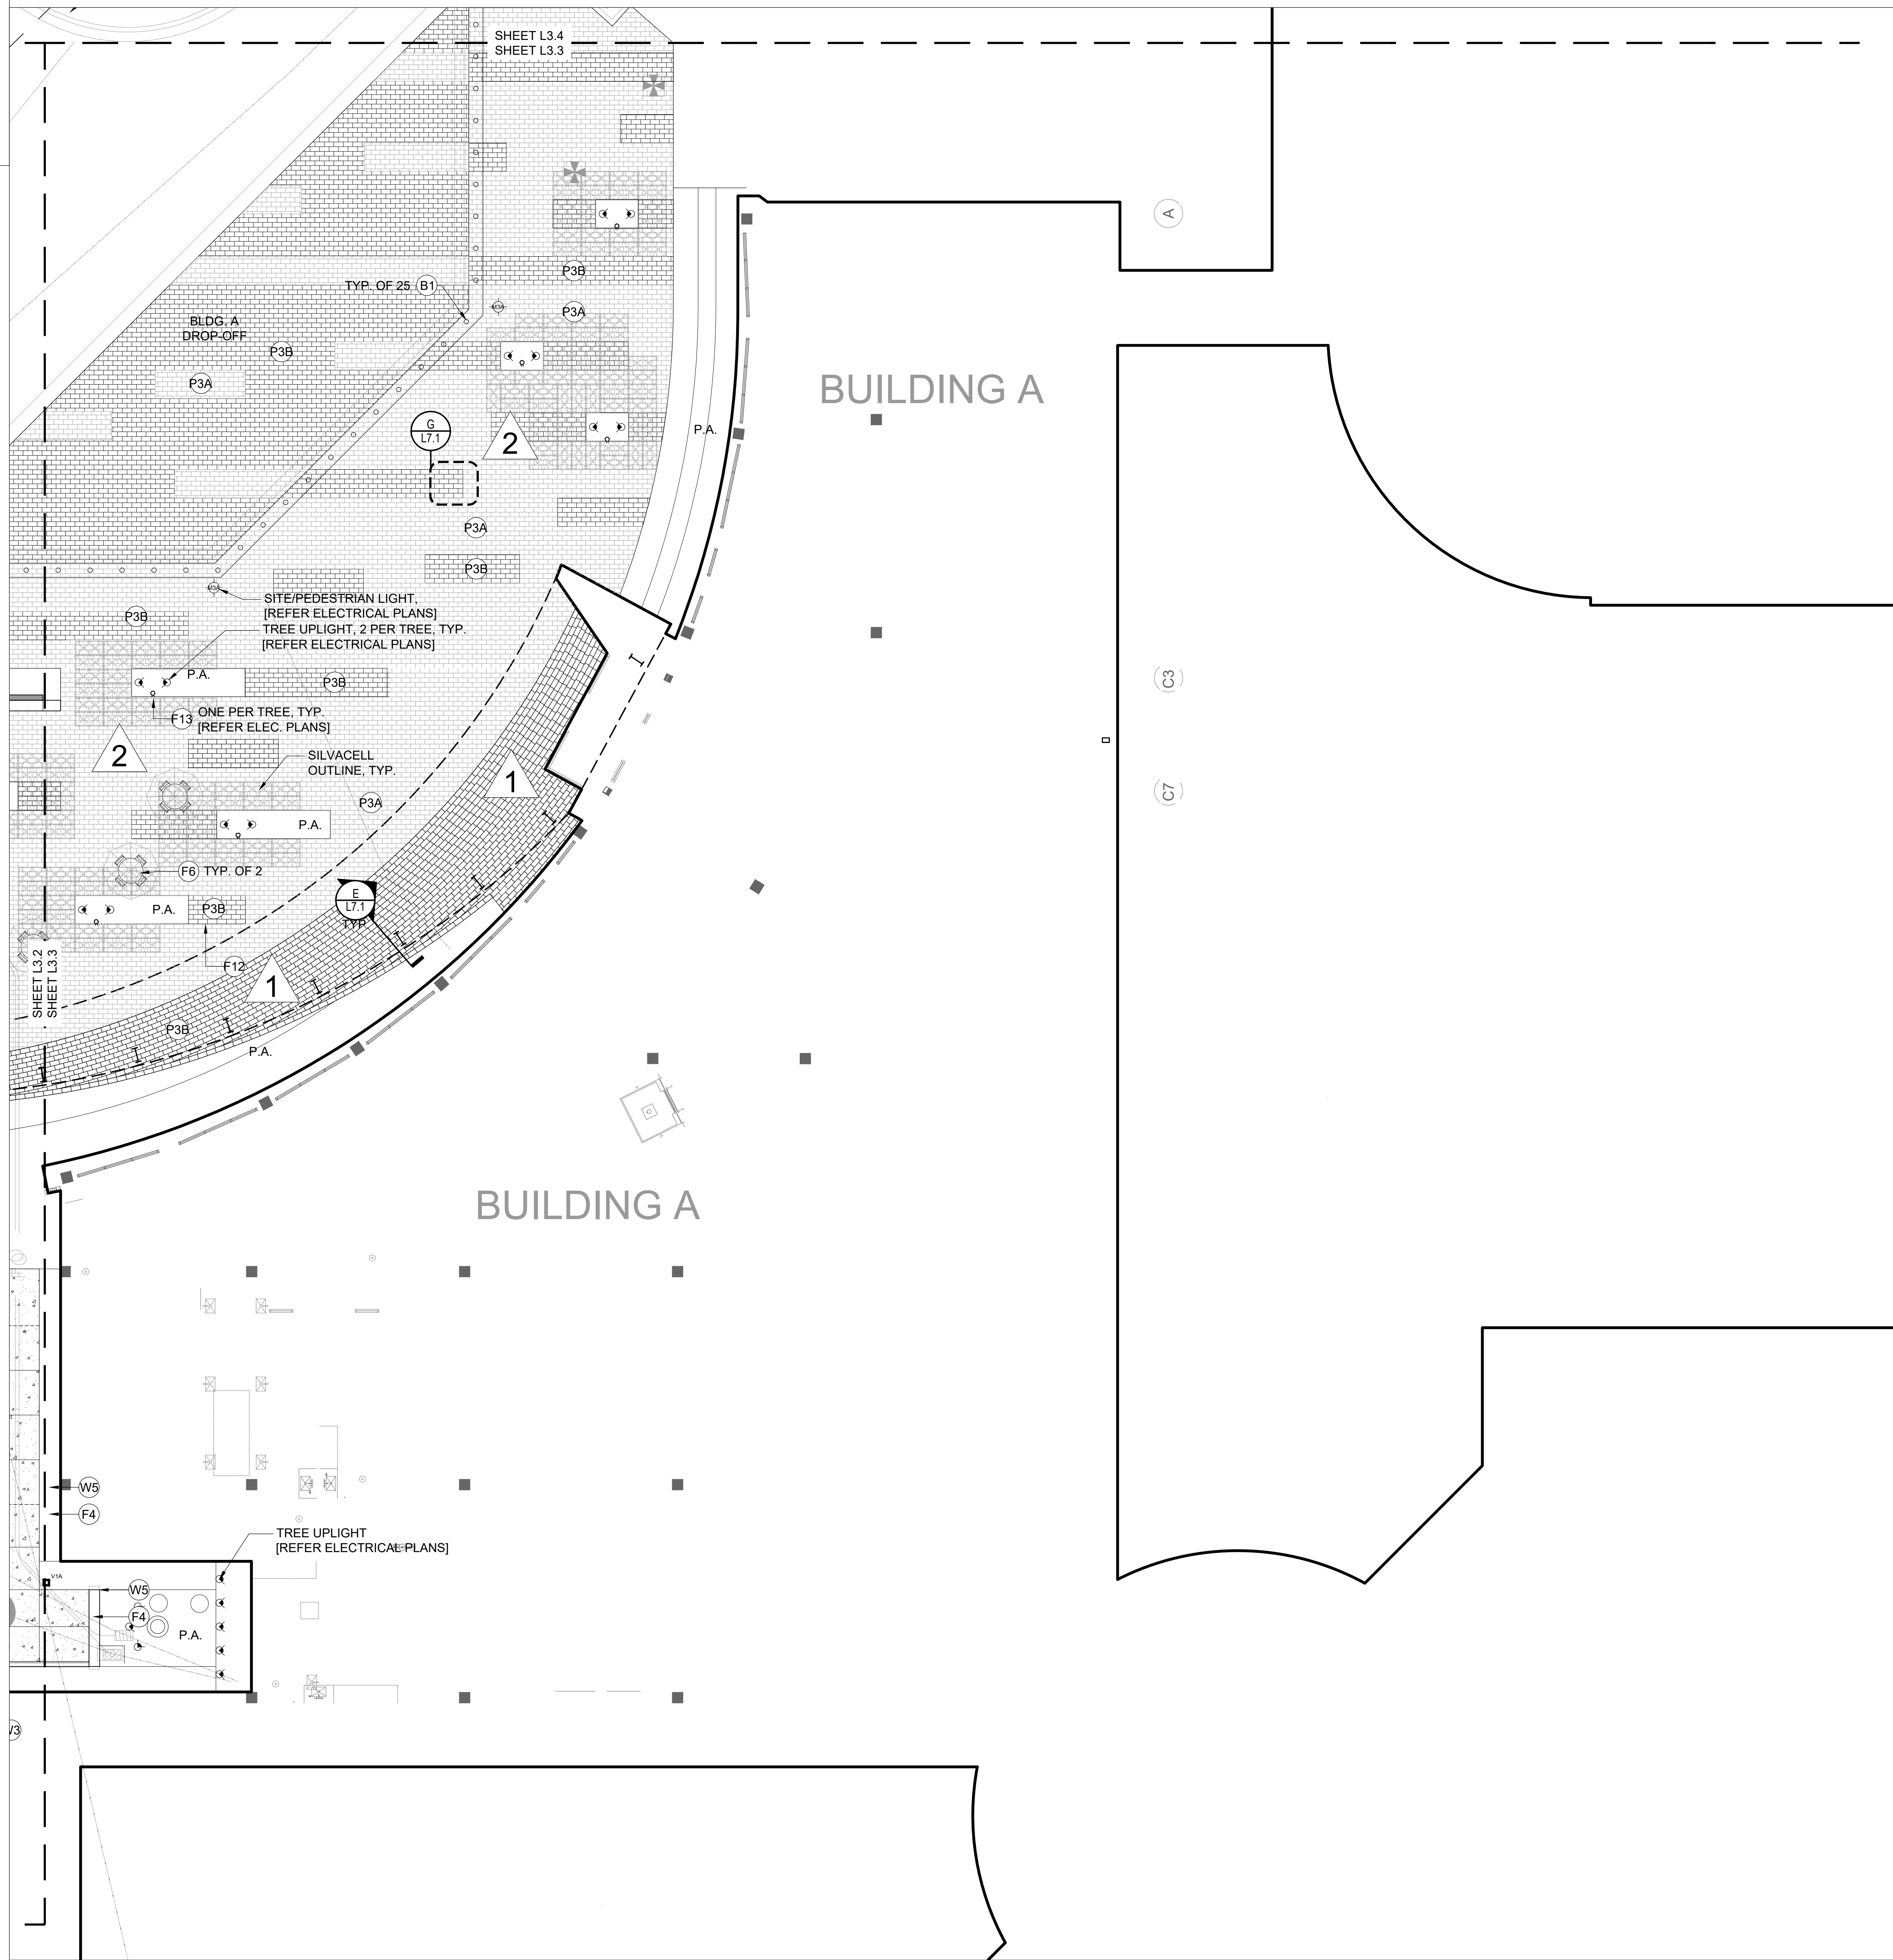 SHEET L3.4
SHEET L3.3
A
P3B
TYP. OF 25
B1
M3A
P3A
BLDG. A
DROP-OFF
P3B
P3A
BUILDING A
G
L7.1
2
P.A.
P3A
P3B
M3A
SITE/PEDESTRIAN LIGHT,
[REFER ELECTRICAL PLANS]
P3B
TREE UPLIGHT, 2 PER TREE, TYP.
[REFER ELECTRICAL PLANS]
P.A.
P3B
C3
F13
ONE PER TREE, TYP.
[REFER ELEC. PLANS]
2
SILVACELL
OUTLINE, TYP.
1
C7
P3A
P.A.
F6
TYP. OF 2
E
L7.1
TYP
P.A.
P3B
SHEET L3.2
SHEET L3.3
F12
1
P3B
P.A.
BUILDING A
W5
F4
TREE UPLIGHT
[REFER ELECTRICAL PLANS]
V1A
W5
F4
P.A.